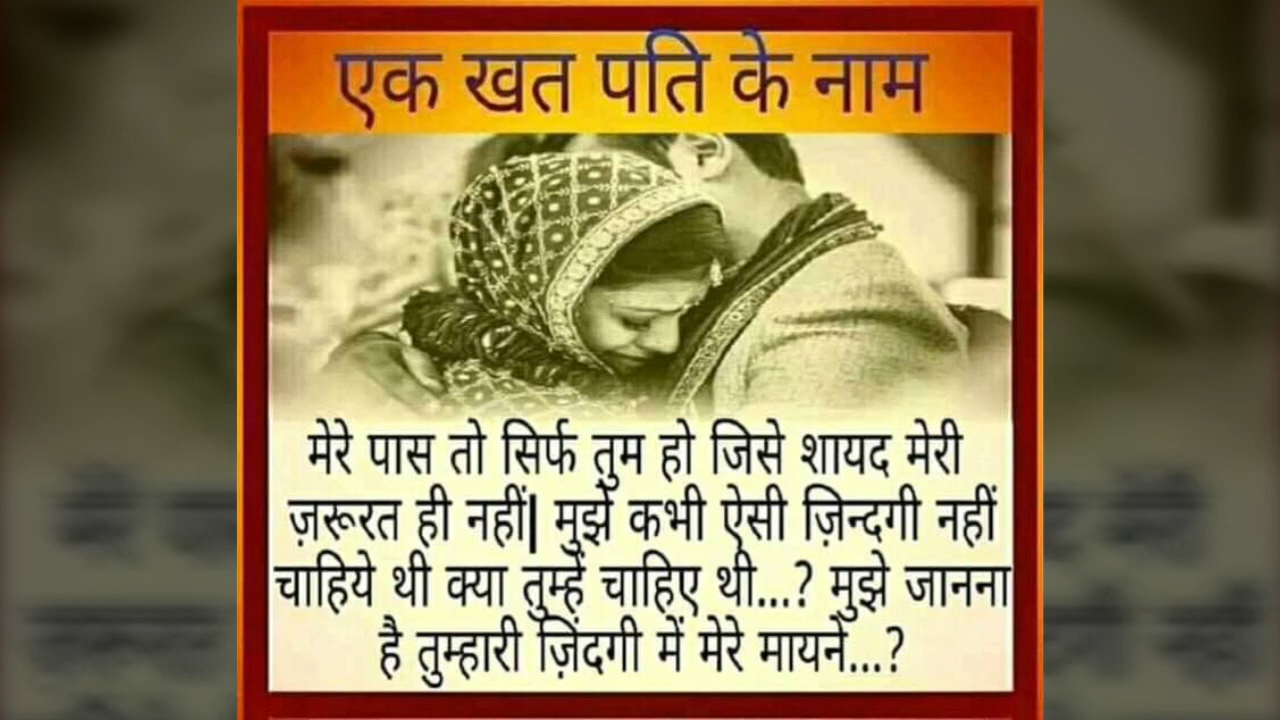 एक खत पति के नाम
मेरे पास तो सिर्फ तुम हो जिसे शायद मेरी
ज़रूरत ही नहीं| मुझे कभी ऐसी ज़िन्दगी नहीं
चाहिये थी क्या तुम्हें चाहिए थी...? मुझे जानना
है तुम्हारी ज़िंदगी में मेरे मायने...?